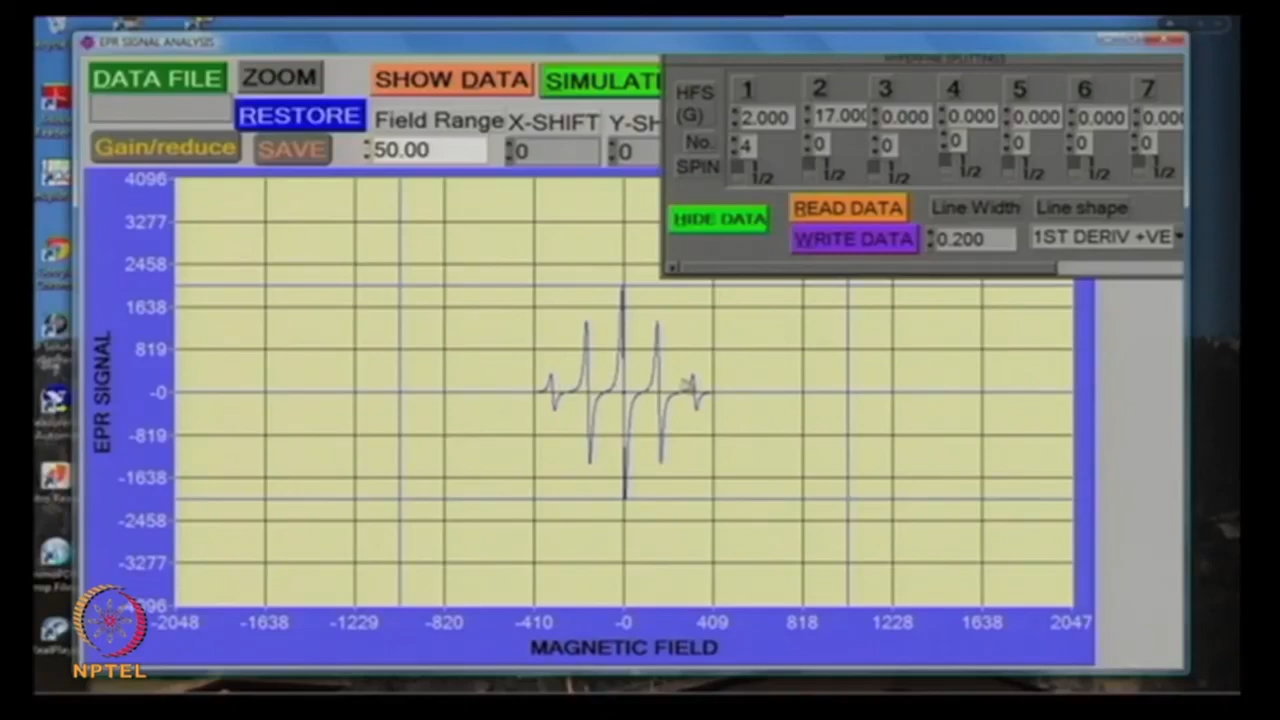 EPR SIGNAL ANALYSIS
DATA FILE ZOOM SHOW DATA SIMULATI
RESTORE Field Range X-SHIFT Y-SH
Gain/reduce SAVE 50.00 0 0
HYPERFINE SPLITTINGS
HFS 1 2 3 4 5 6 7
(G) 2.000 17.000 0.000 0.000 0.000 0.000 0.000
No. 4 0 0 0 0 0 0
SPIN 1/2 1/2 1/2 1/2 1/2 1/2 1/2
HIDE DATA READ DATA Line Width Line shape
WRITE DATA 0.200 1ST DERIV +VE
4096
3277
2458
1638
819
-0
-819
-1638
-2458
-3277
4096
EPR SIGNAL
-2048 -1638 -1229 -820 -410 -0 409 818 1228 1638 2047
MAGNETIC FIELD
NPTEL